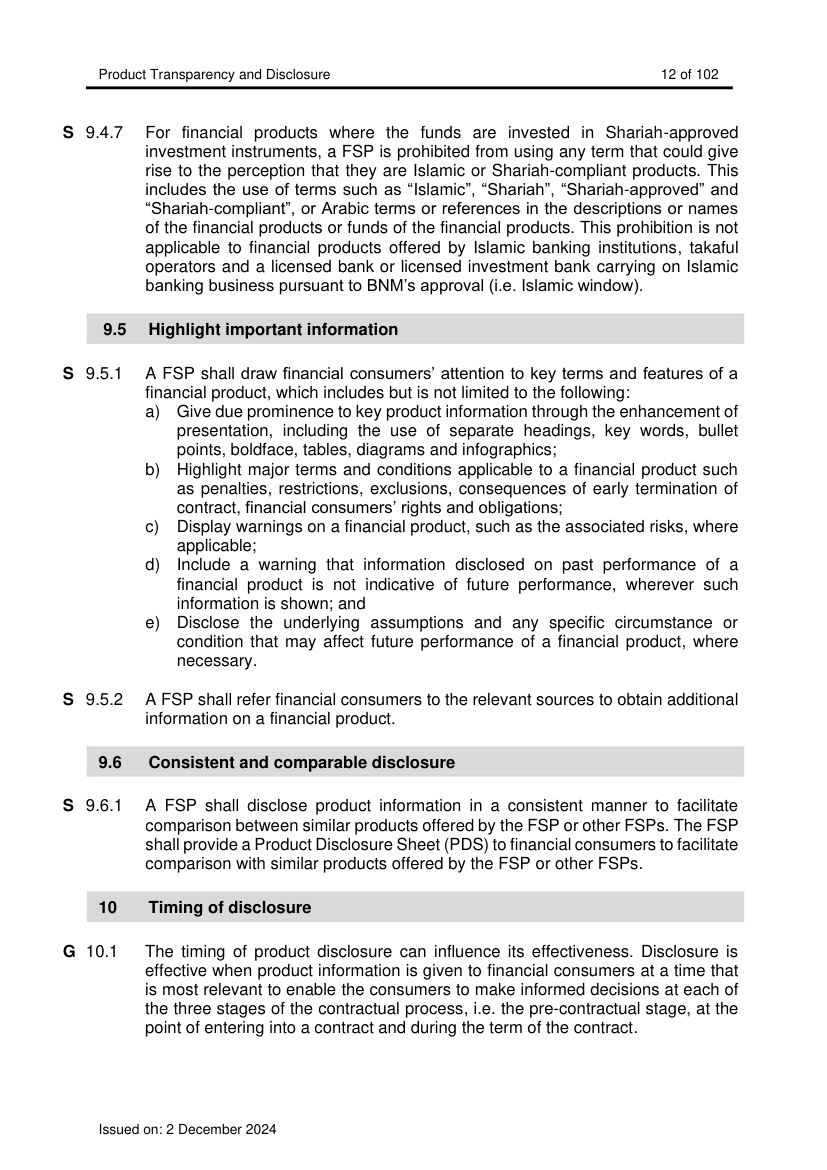 Product Transparency and Disclosure 12 of 102
S 9.4.7 For financial products where the funds are invested in Shariah-approved
investment instruments, a FSP is prohibited from using any term that could give
rise to the perception that they are Islamic or Shariah-compliant products. This
includes the use of terms such as “Islamic”, “Shariah”, “Shariah-approved” and
“Shariah-compliant”, or Arabic terms or references in the descriptions or names
of the financial products or funds of the financial products. This prohibition is not
applicable to financial products offered by Islamic banking institutions, takaful
operators and a licensed bank or licensed investment bank carrying on Islamic
banking business pursuant to BNM’s approval (i.e. Islamic window).
9.5 Highlight important information
S 9.5.1 A FSP shall draw financial consumers’ attention to key terms and features of a
financial product, which includes but is not limited to the following:
a) Give due prominence to key product information through the enhancement of
presentation, including the use of separate headings, key words, bullet
points, boldface, tables, diagrams and infographics;
b) Highlight major terms and conditions applicable to a financial product such
as penalties, restrictions, exclusions, consequences of early termination of
contract, financial consumers’ rights and obligations;
c) Display warnings on a financial product, such as the associated risks, where
applicable;
d) Include a warning that information disclosed on past performance of a
financial product is not indicative of future performance, wherever such
information is shown; and
e) Disclose the underlying assumptions and any specific circumstance or
condition that may affect future performance of a financial product, where
necessary.
S 9.5.2 A FSP shall refer financial consumers to the relevant sources to obtain additional
information on a financial product.
9.6 Consistent and comparable disclosure
S 9.6.1 A FSP shall disclose product information in a consistent manner to facilitate
comparison between similar products offered by the FSP or other FSPs. The FSP
shall provide a Product Disclosure Sheet (PDS) to financial consumers to facilitate
comparison with similar products offered by the FSP or other FSPs.
10 Timing of disclosure
G 10.1 The timing of product disclosure can influence its effectiveness. Disclosure is
effective when product information is given to financial consumers at a time that
is most relevant to enable the consumers to make informed decisions at each of
the three stages of the contractual process, i.e. the pre-contractual stage, at the
point of entering into a contract and during the term of the contract.
Issued on: 2 December 2024